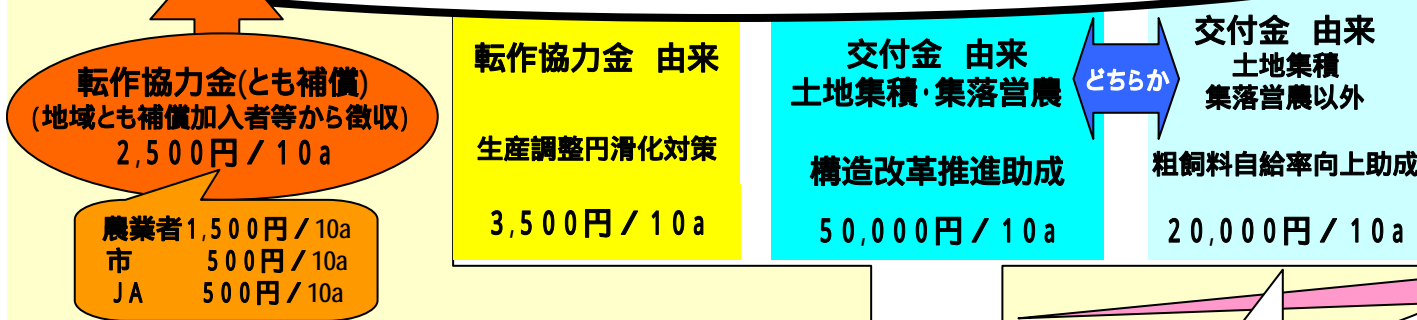 転作協力金(とも補償)
(地域とも補償加入者等から徴収)
2,500円/10a
農業者1,500円/10a
市 500円/10a
JA 500円/10a
転作協力金 由来
生産調整円滑化対策
3,500円/10a
交付金 由来
土地集積・集落営農
構造改革推進助成
50,000円/10a
どちらか
交付金 由来
土地集積
集落営農以外
粗飼料自給率向上助成
20,000円/10a